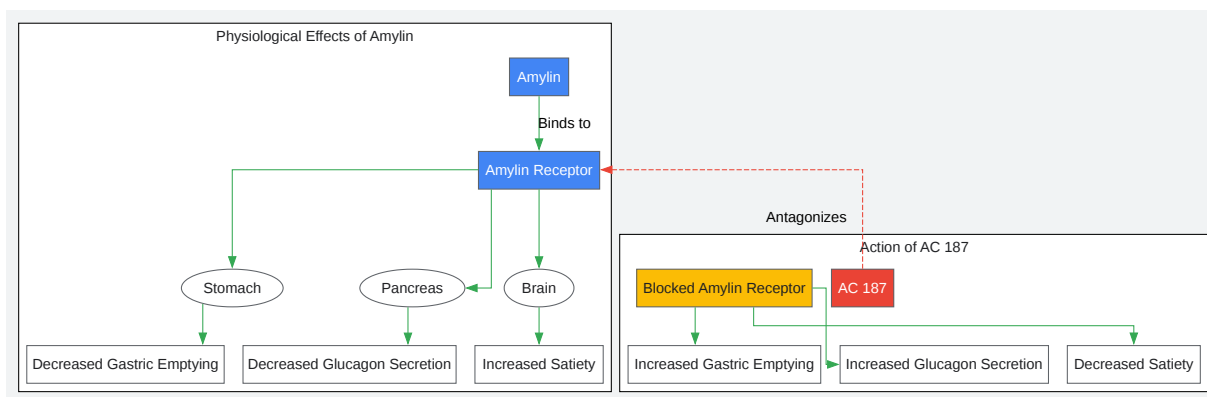 Physiological Effects of Amylin
Amylin
Binds to
Amylin Receptor
Antagonizes
Action of AC 187
Stomach
Pancreas
Brain
Blocked Amylin Receptor
AC 187
Decreased Gastric Emptying
Decreased Glucagon Secretion
Increased Satiety
Increased Gastric Emptying
Increased Glucagon Secretion
Decreased Satiety